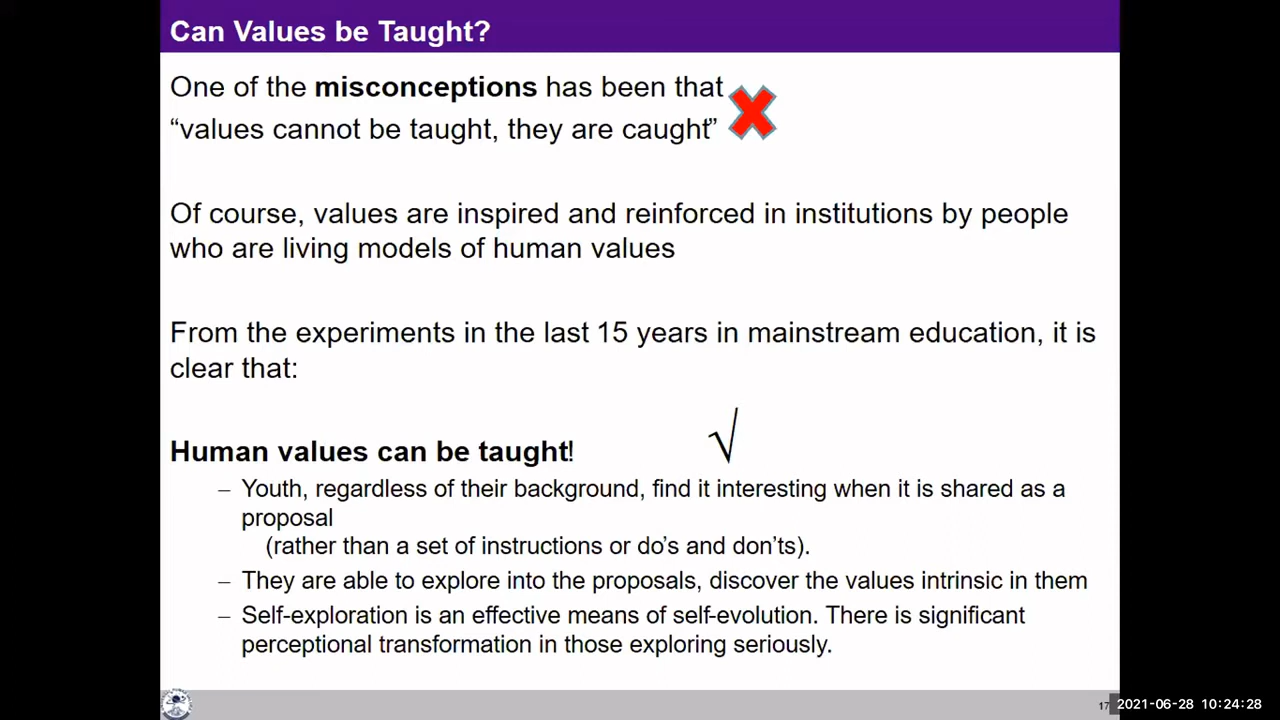 Can Values be Taught?
One of the misconceptions has been that
“values cannot be taught, they are caught”
Of course, values are inspired and reinforced in institutions by people
who are living models of human values
From the experiments in the last 15 years in mainstream education, it is
clear that:
Human values can be taught! √
– Youth, regardless of their background, find it interesting when it is shared as a
proposal
(rather than a set of instructions or do’s and don’ts).
– They are able to explore into the proposals, discover the values intrinsic in them
– Self-exploration is an effective means of self-evolution. There is significant
perceptional transformation in those exploring seriously.
17 2021-06-28 10:24:28